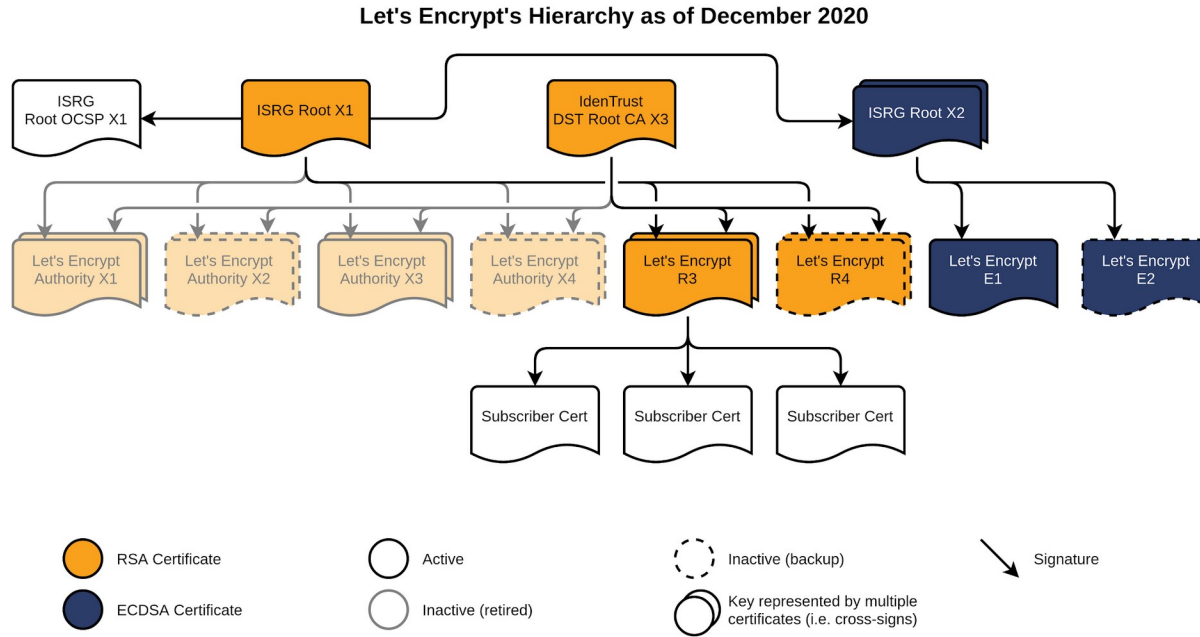 Let's Encrypt's Hierarchy as of December 2020
ISRG
Root OCSP X1
ISRG Root X1
IdenTrust
DST Root CA X3
ISRG Root X2
Let's Encrypt
Authority X1
Let's Encrypt
Authority X2
Let's Encrypt
Authority X3
Let's Encrypt
Authority X4
Let's Encrypt
R3
Let's Encrypt
R4
Let's Encrypt
E1
Let's Encrypt
E2
Subscriber Cert
Subscriber Cert
Subscriber Cert
RSA Certificate
Active
Inactive (backup)
Signature
ECDSA Certificate
Inactive (retired)
Key represented by multiple
certificates (i.e. cross-signs)